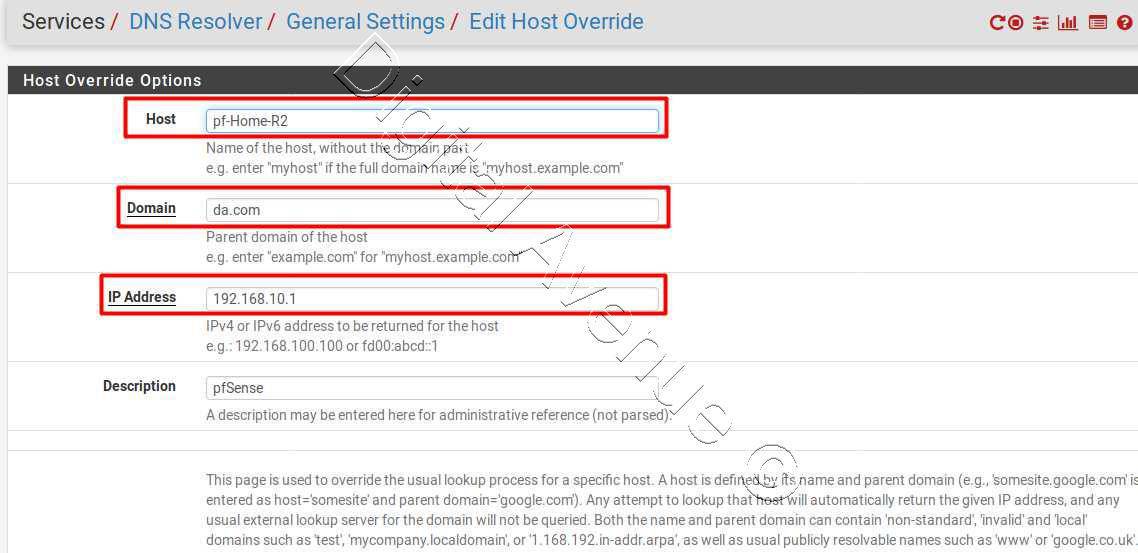 Services / DNS Resolver / General Settings / Edit Host Override
Host Override Options
Host pf-Home-R2
Name of the host, without the domain part
e.g. enter "myhost" if the full domain name is "myhost.example.com"
Domain da.com
Parent domain of the host
e.g. enter "example.com" for "myhost.example.com"
IP Address 192.168.10.1
IPv4 or IPv6 address to be returned for the host
e.g.: 192.168.100.100 or fd00:abcd::1
Description pfSense
A description may be entered here for administrative reference (not parsed).
This page is used to override the usual lookup process for a specific host. A host is defined by its name and parent domain (e.g., 'somesite.google.com' is
entered as host='somesite' and parent domain='google.com'). Any attempt to lookup that host will automatically return the given IP address, and any
usual external lookup server for the domain will not be queried. Both the name and parent domain can contain 'non-standard', 'invalid' and 'local'
domains such as 'test', 'mycompany.localdomain', or '1.168.192.in-addr.arpa', as well as usual publicly resolvable names such as 'www' or 'google.co.uk'.
Digital Avenue ©